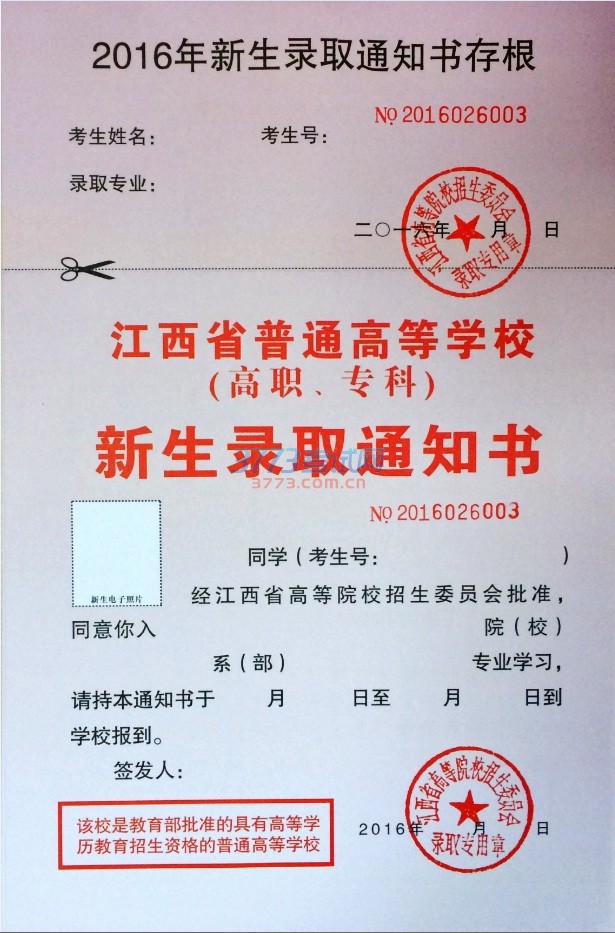 2016年新生录取通知书存根
No 2016026003
考生姓名: 考生号:
录取专业:
江西省高等院校招生委员会
录取专用章
二〇一六年 月 日
江西省普通高等学校
(高职、专科)
新生录取通知书
3773考试网
3773.com.cn
No 2016026003
新生电子照片
同学(考生号: )
经江西省高等院校招生委员会批准,
同意你入 院(校)
系(部) 专业学习,
请持本通知书于 月 日至 月 日到
学校报到。
签发人:
江西省高等院校招生委员会
录取专用章
2016年 月 日
该校是教育部批准的具有高等学
历教育招生资格的普通高等学校